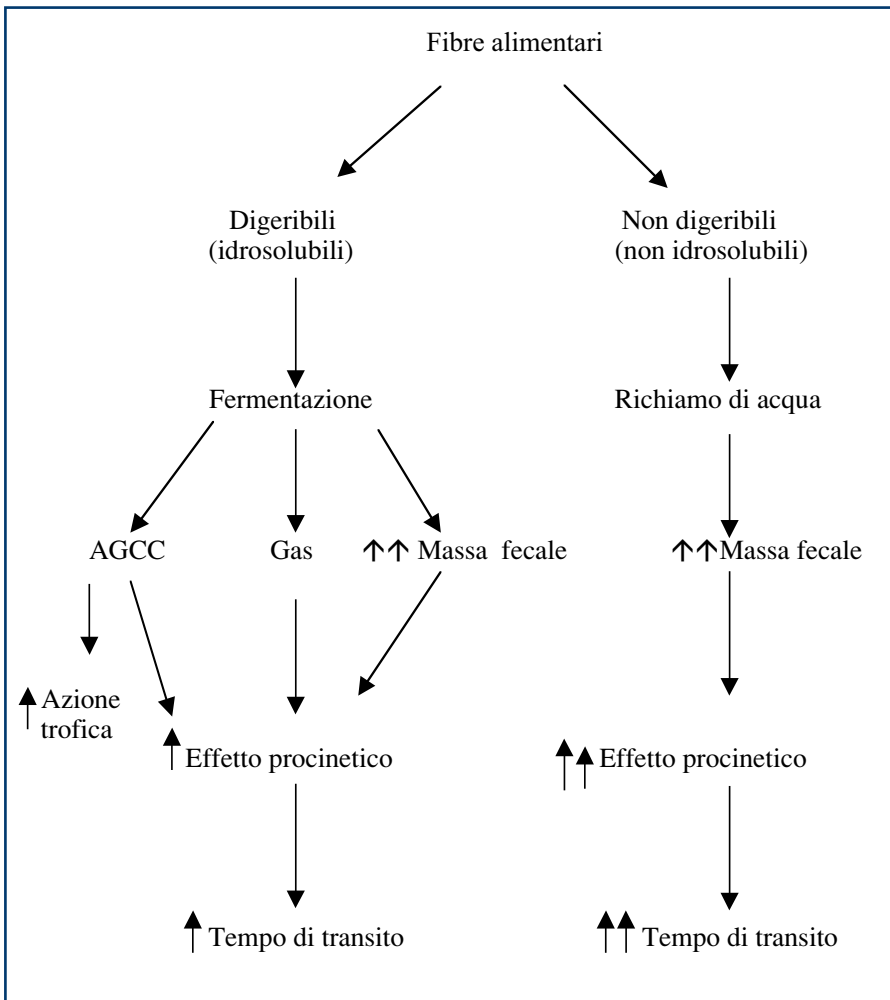 Fibre alimentari
Digeribili
(idrosolubili)
Non digeribili
(non idrosolubili)
Fermentazione
Richiamo di acqua
AGCC
Gas
↑↑ Massa fecale
↑↑Massa fecale
↑ Azione
trofica
↑ Effetto procinetico
↑↑ Effetto procinetico
↑ Tempo di transito
↑↑ Tempo di transito